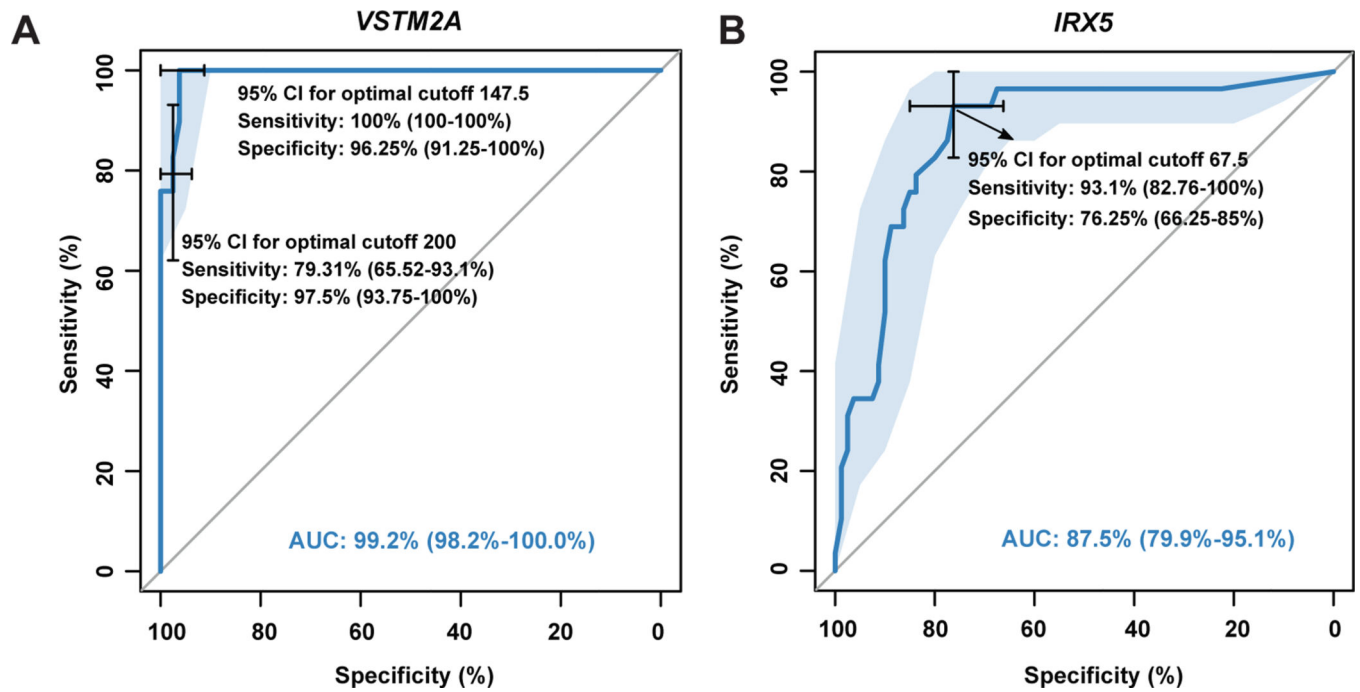 A
VSTM2A
Sensitivity (%)
100
80
60
40
20
0
95% CI for optimal cutoff 147.5
Sensitivity: 100% (100-100%)
Specificity: 96.25% (91.25-100%)
95% CI for optimal cutoff 200
Sensitivity: 79.31% (65.52-93.1%)
Specificity: 97.5% (93.75-100%)
AUC: 99.2% (98.2%-100.0%)
100 80 60 40 20 0
Specificity (%)
B
IRX5
Sensitivity (%)
100
80
60
40
20
0
95% CI for optimal cutoff 67.5
Sensitivity: 93.1% (82.76-100%)
Specificity: 76.25% (66.25-85%)
AUC: 87.5% (79.9%-95.1%)
100 80 60 40 20 0
Specificity (%)